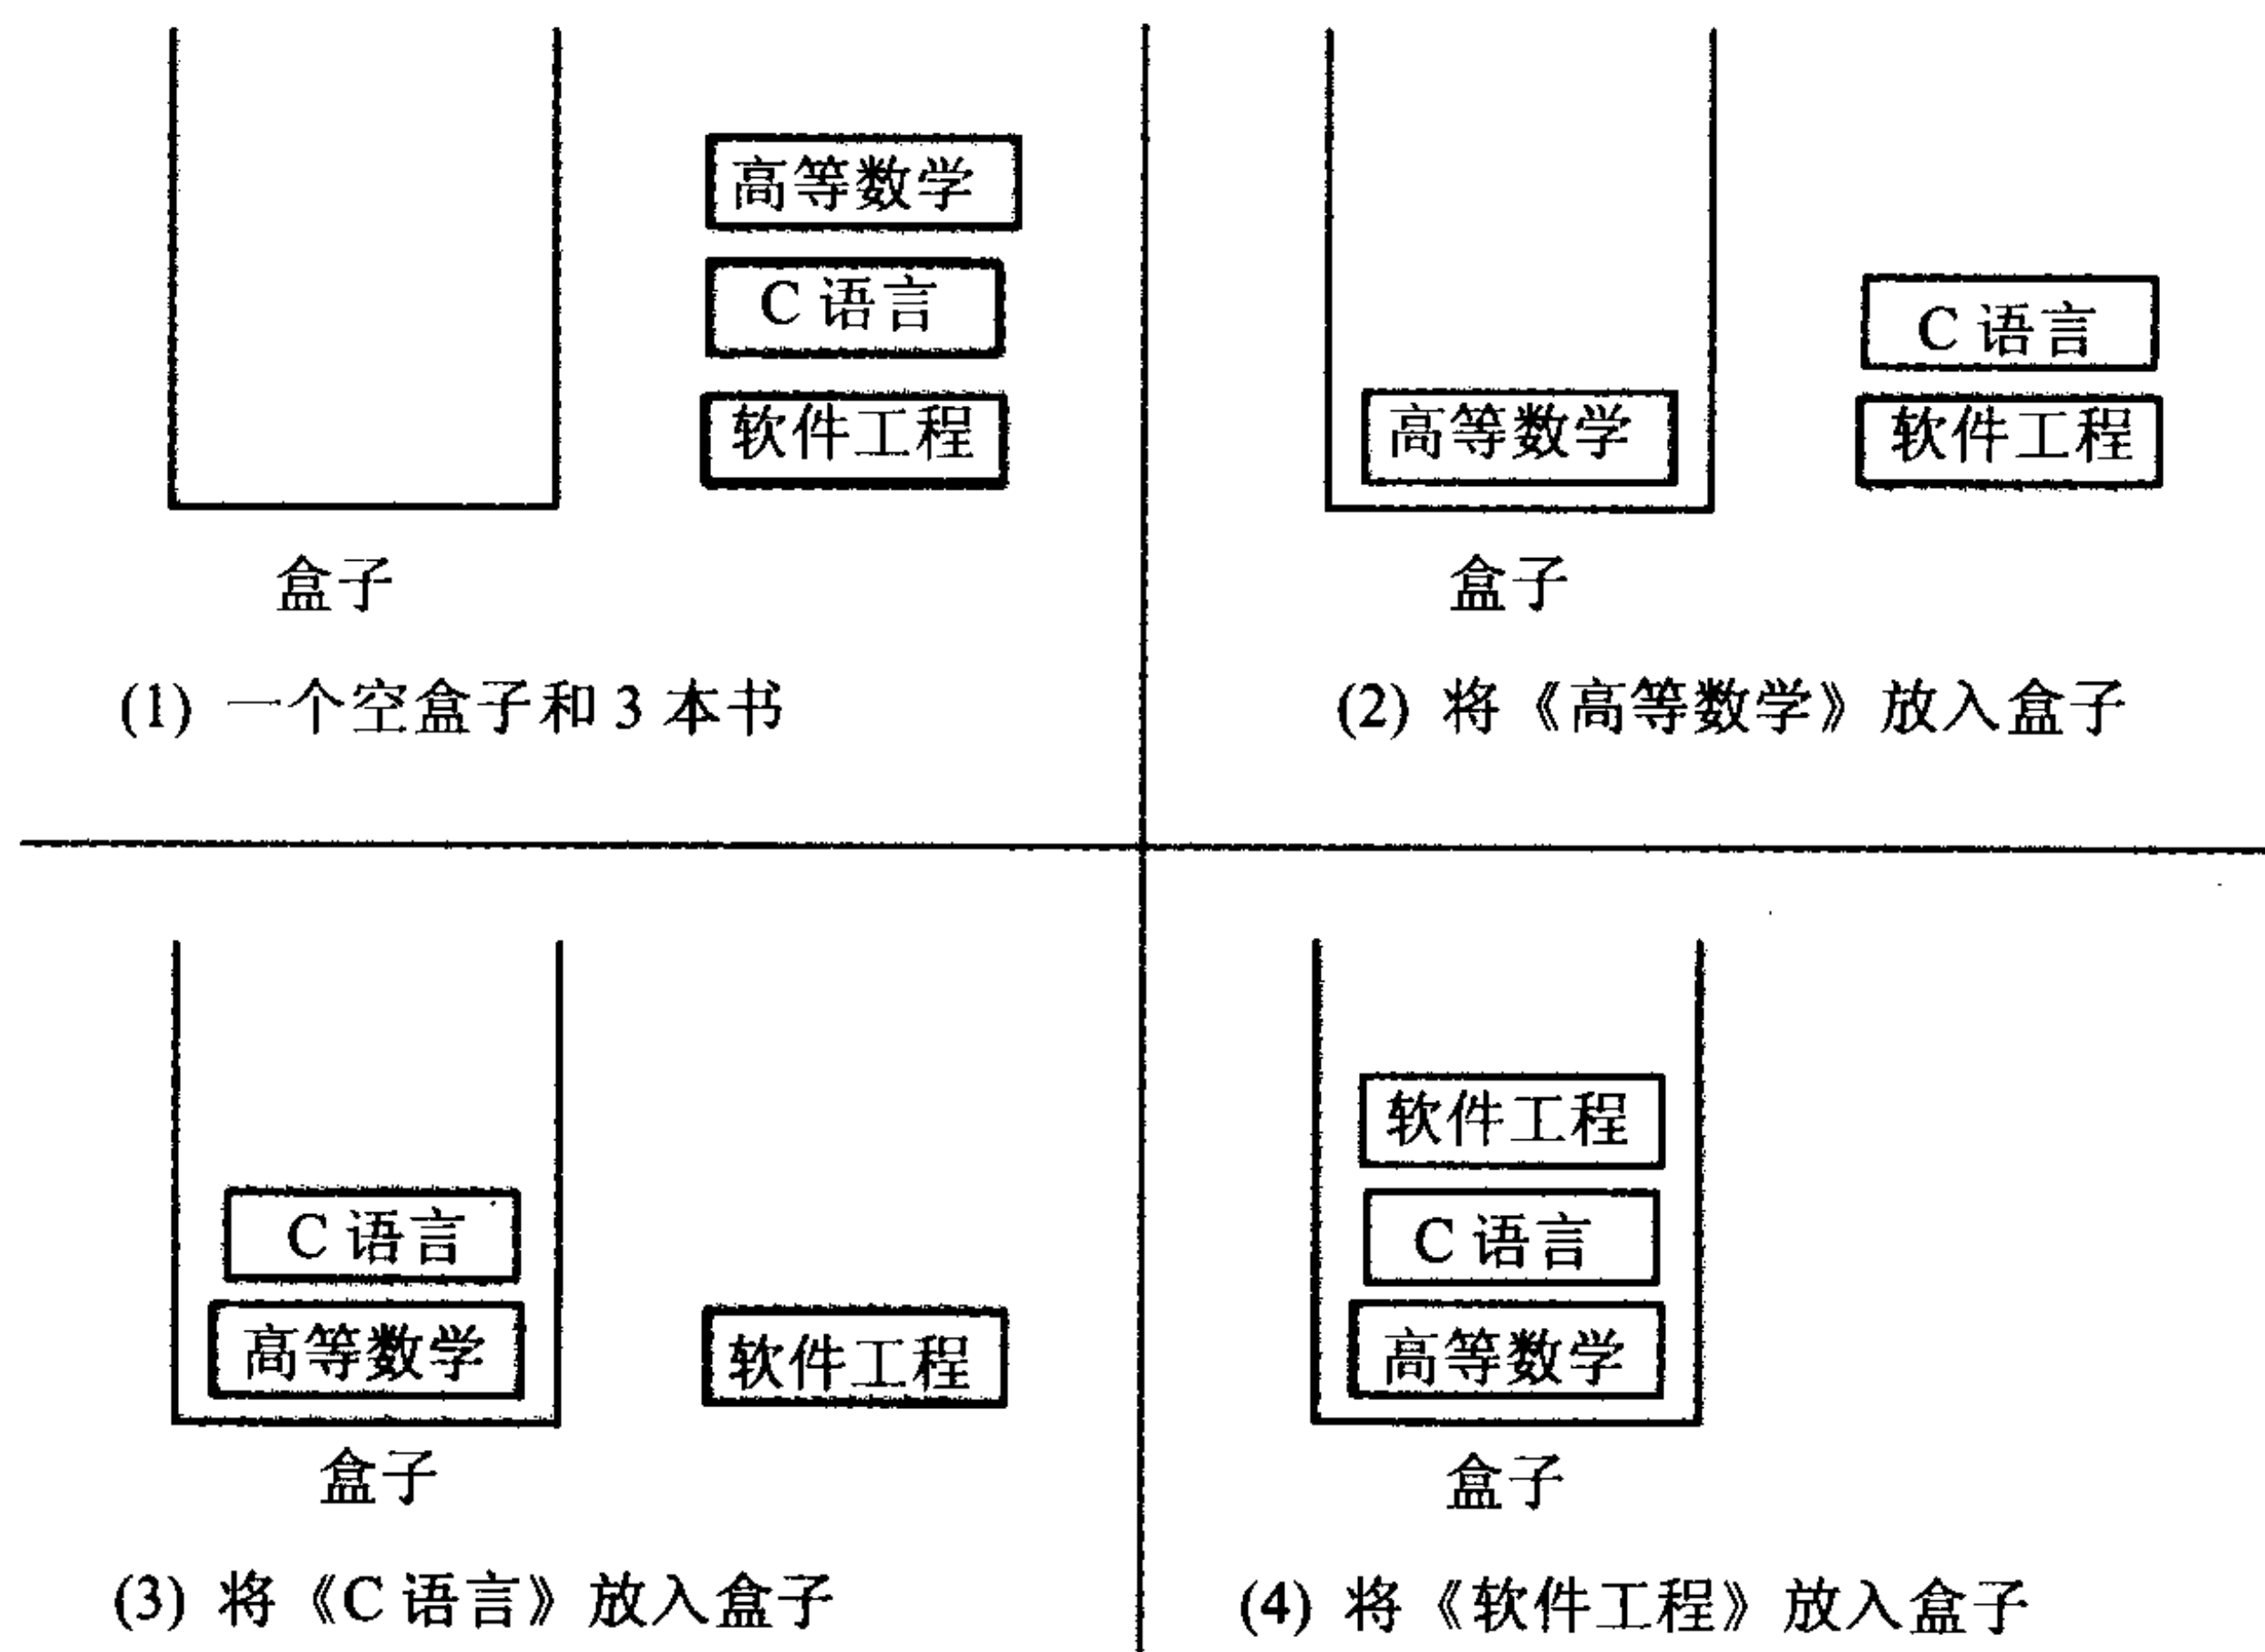 高等数学
C 语言
软件工程
盒子
(1) 一个空盒子和 3 本书
C 语言
高等数学
软件工程
盒子
(2) 将《高等数学》放入盒子
C 语言
高等数学
软件工程
盒子
(3) 将《C 语言》放入盒子
软件工程
C 语言
高等数学
盒子
(4) 将《软件工程》放入盒子